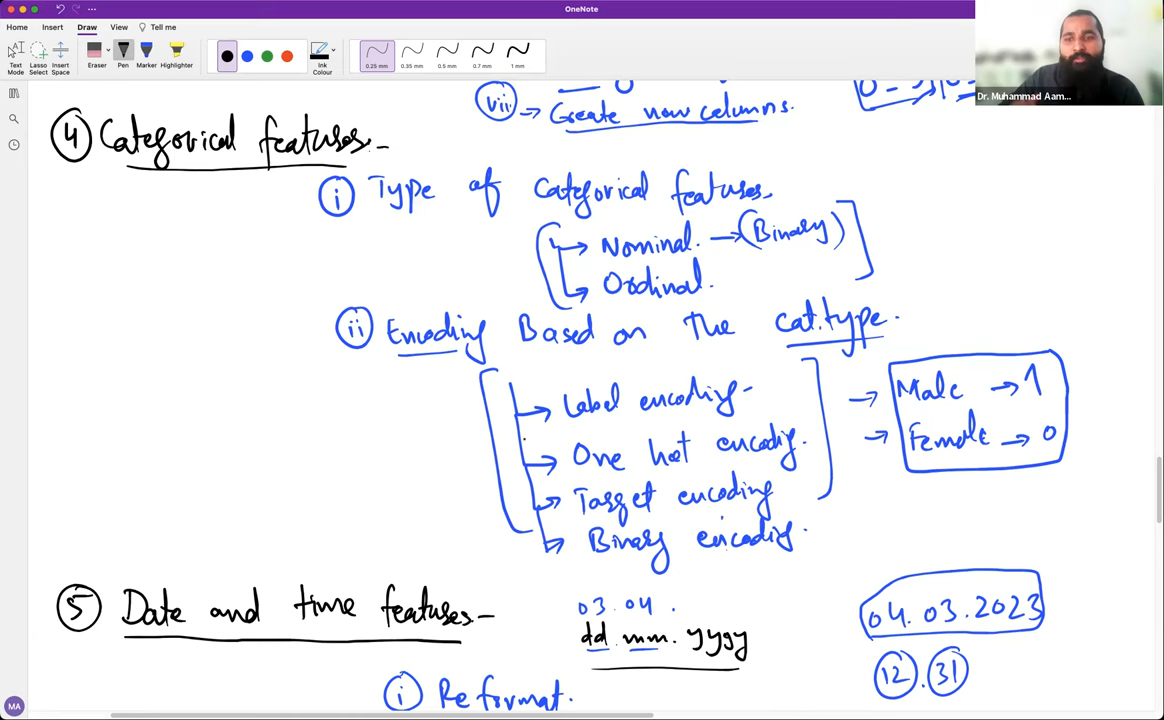 OneNote
Home Insert Draw View Tell me
Text Mode
Lasso Select
Insert Space
Eraser
Pen
Marker
Highlighter
Ink Colour
0.25 mm
0.35 mm
0.5 mm
0.7 mm
1 mm
Dr. Muhammad Aam...
vii → Create new columns.
4 Categorical features.-
i Type of Categorical features.
→ Nominal. → (Binary)
→ Ordinal.
ii Encoding Based on The cat.type.
→ Label encoding-
→ Male → 1
→ One hot encodig.
→ Female → 0
→ Target encoding
→ Binary encodig.
5 Date and time features-
03.04.
dd.mm.yyyy
04.03.2023
12.31
i Reformat.
MA